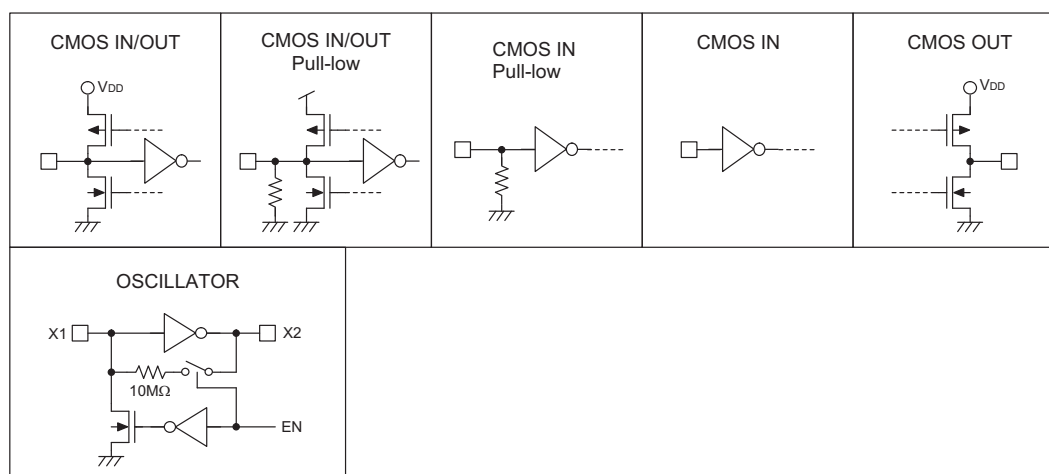 CMOS IN/OUT
VDD
CMOS IN/OUT
Pull-low
CMOS IN
Pull-low
CMOS IN
CMOS OUT
VDD
OSCILLATOR
X1
X2
10MΩ
EN